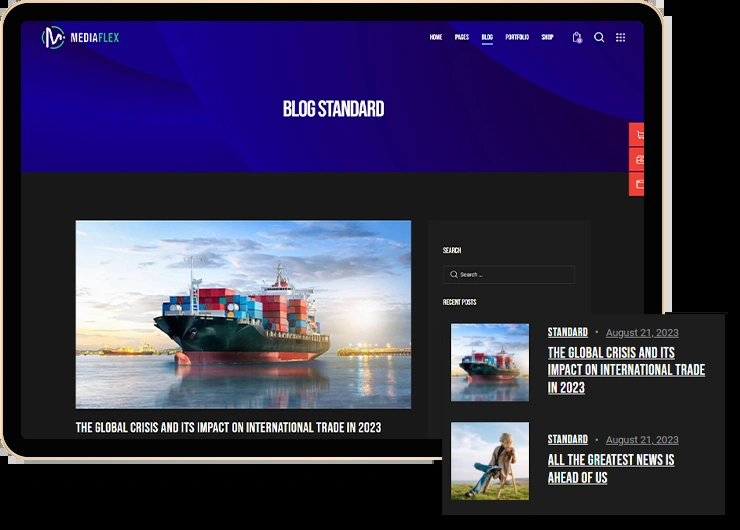 MEDIAFLEX
HOME PAGES BLOG PORTFOLIO SHOP
BLOG STANDARD
SEARCH
Search ...
RECENT POSTS
THE GLOBAL CRISIS AND ITS IMPACT ON INTERNATIONAL TRADE IN 2023
STANDARD • August 21, 2023
THE GLOBAL CRISIS AND ITS
IMPACT ON INTERNATIONAL TRADE
IN 2023
STANDARD • August 21, 2023
ALL THE GREATEST NEWS IS
AHEAD OF US